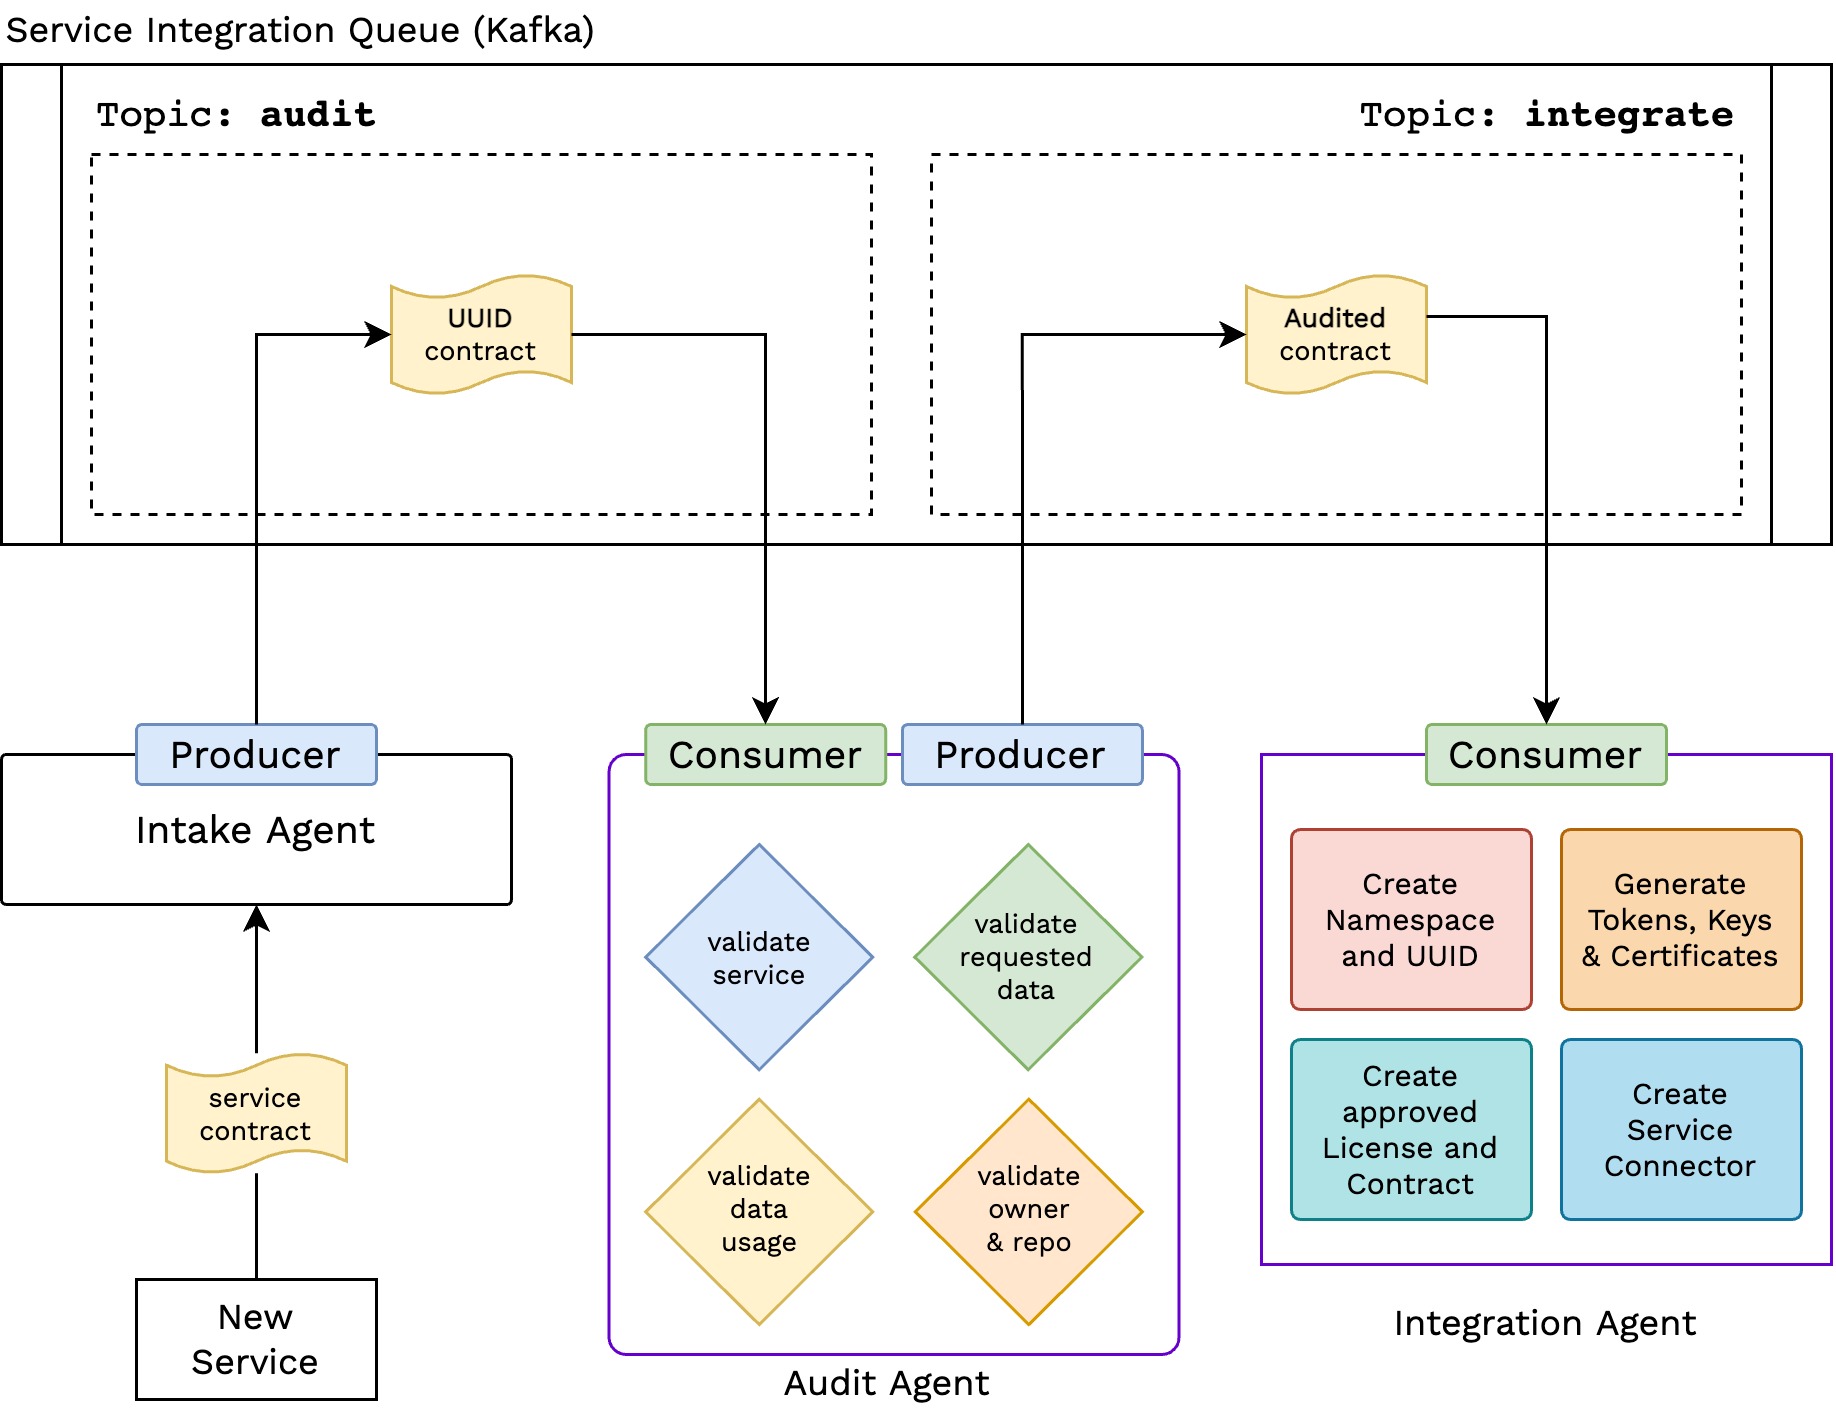 Service Integration Queue (Kafka)
Topic: audit
Topic: integrate
UUID
contract
Audited
contract
Producer
Intake Agent
service
contract
New
Service
Consumer
Producer
validate
service
validate
requested
data
validate
data
usage
validate
owner
& repo
Audit Agent
Consumer
Create
Namespace
and UUID
Generate
Tokens, Keys
& Certificates
Create
approved
License and
Contract
Create
Service
Connector
Integration Agent